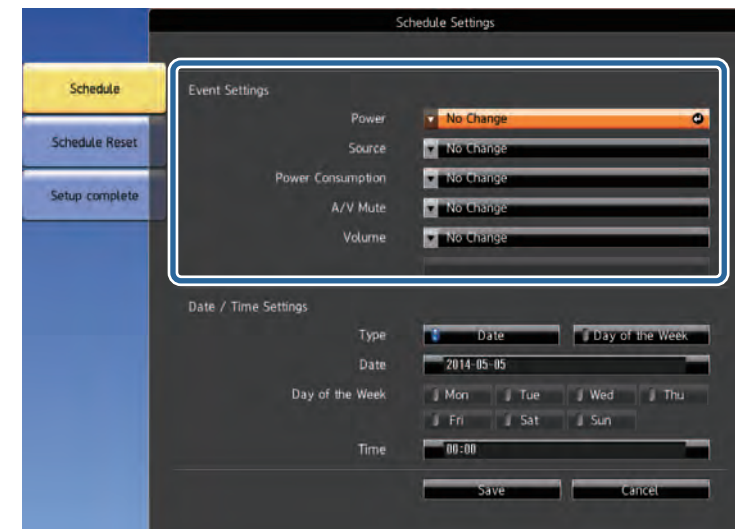 Schedule Settings
Schedule
Schedule Reset
Setup complete
Event Settings
Power No Change
Source No Change
Power Consumption No Change
A/V Mute No Change
Volume No Change
Date / Time Settings
Type Date Day of the Week
Date 2014-05-05
Day of the Week Mon Tue Wed Thu
Fri Sat Sun
Time 00:00
Save Cancel